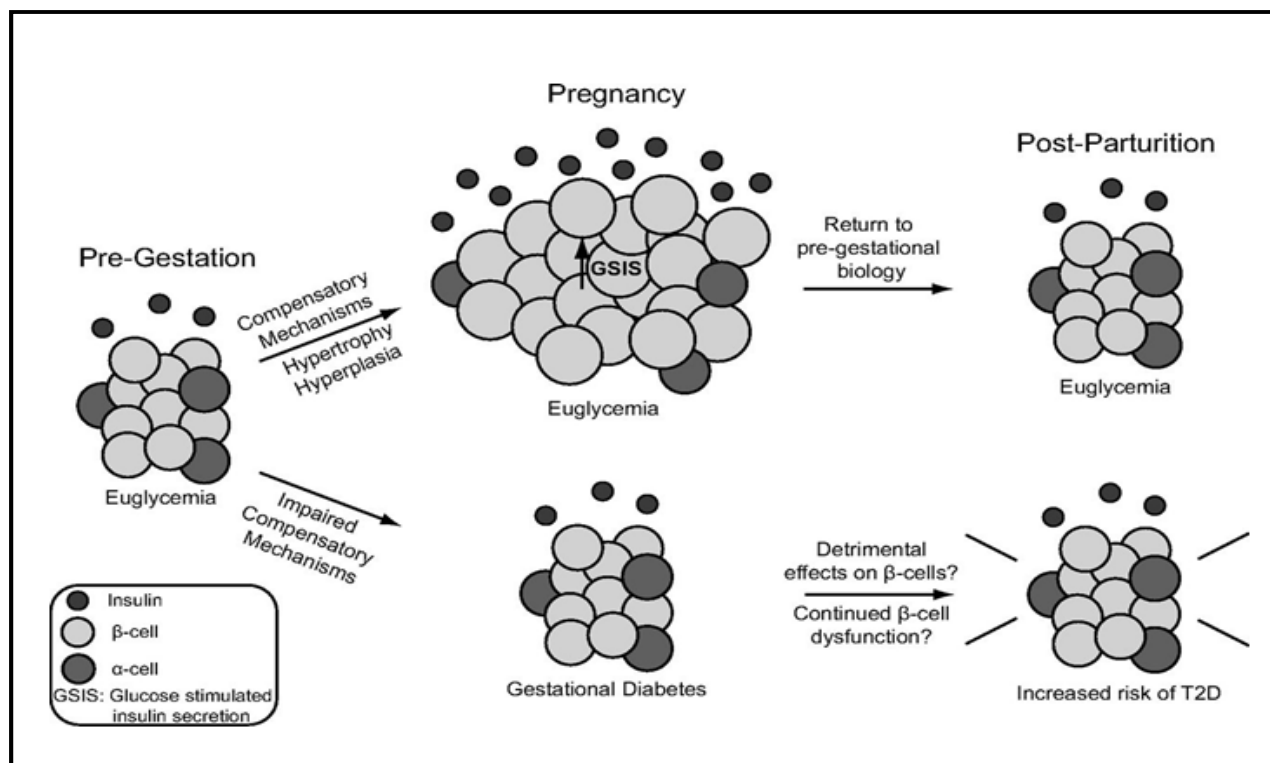 Pregnancy
Post-Parturition
Pre-Gestation
Compensatory
Mechanisms
Hypertrophy
Hyperplasia
GSIS
Return to
pre-gestational
biology
Euglycemia
Euglycemia
Euglycemia
Impaired
Compensatory
Mechanisms
Detrimental
effects on β-cells?
Continued β-cell
dysfunction?
Gestational Diabetes
Increased risk of T2D
Insulin
β-cell
α-cell
GSIS: Glucose stimulated
insulin secretion